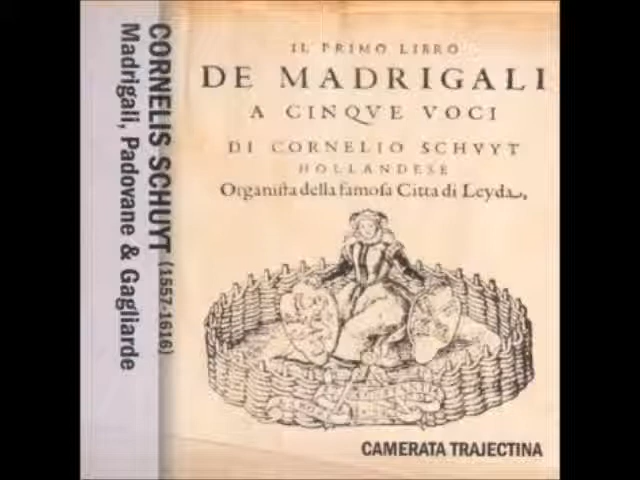 CORNELIS SCHUYT (1557-1616)
Madrigali, Padovane & Gagliarde
IL PRIMO LIBRO
DE MADRIGALI
A CINQVE VOCI
DI CORNELIO SCHVYT
HOLLANDESE
Organista della famosa Citta di Leyda,
CAMERATA TRAJECTINA